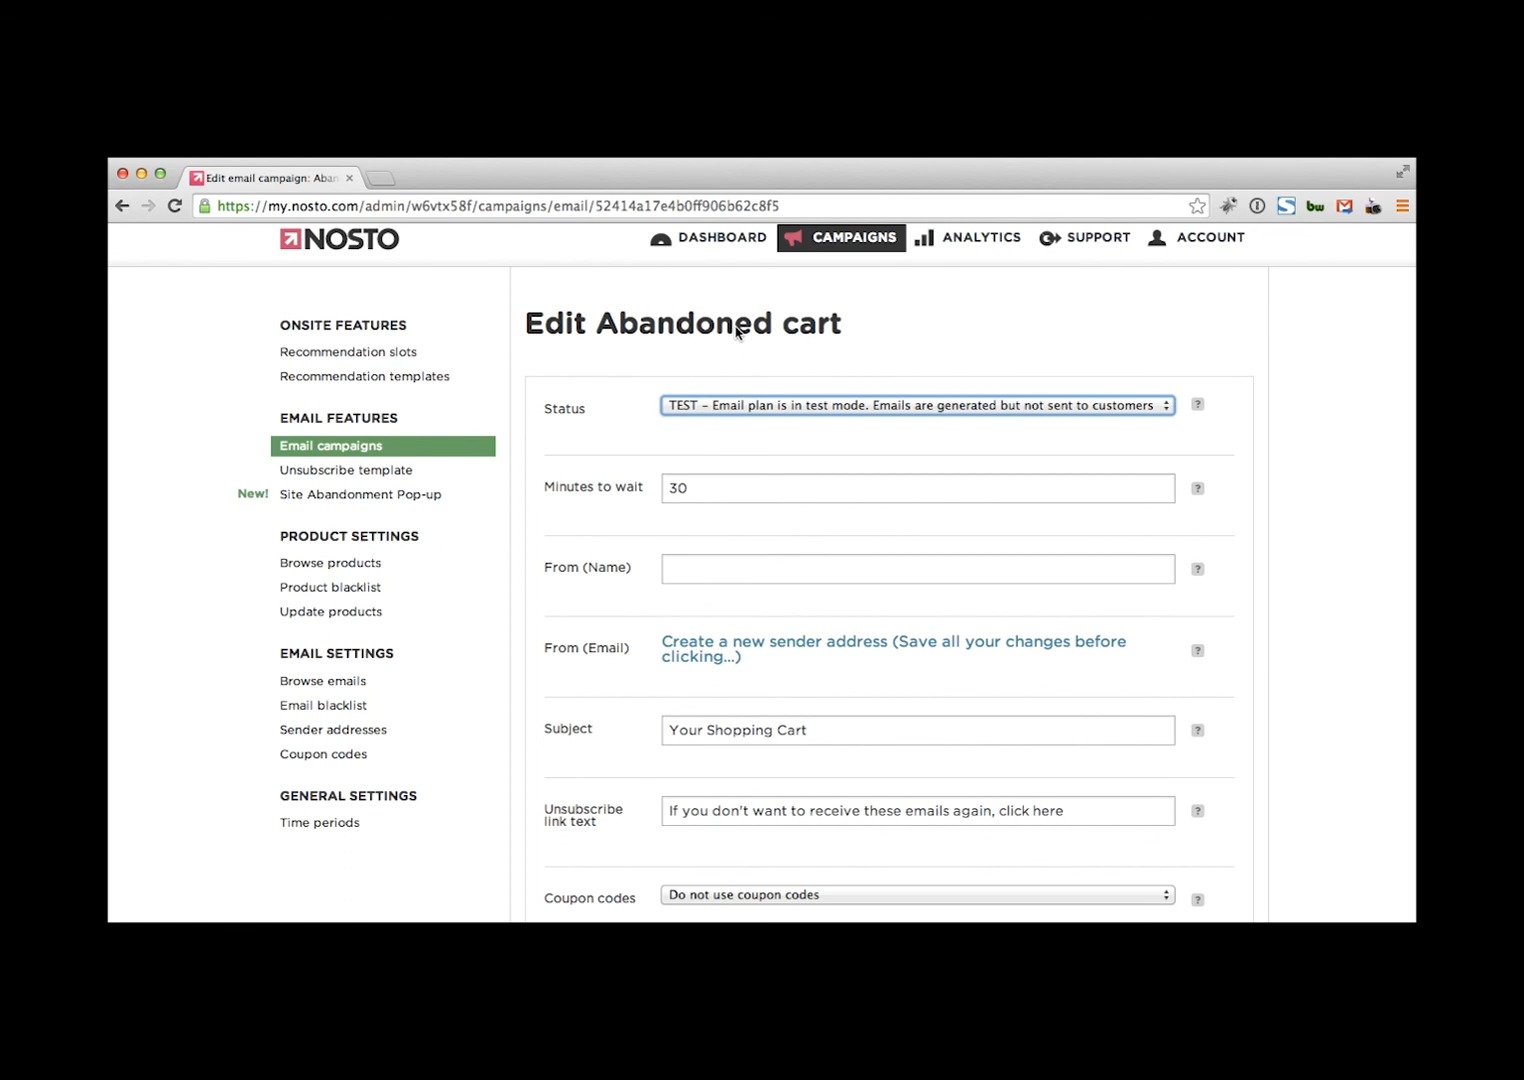 Edit email campaign: Aban
https://my.nosto.com/admin/w6vtx58f/campaigns/email/52414a17e4b0ff906b62c8f5
bw
NOSTO
DASHBOARD
CAMPAIGNS
ANALYTICS
SUPPORT
ACCOUNT
ONSITE FEATURES
Recommendation slots
Recommendation templates
EMAIL FEATURES
Email campaigns
Unsubscribe template
New! Site Abandonment Pop-up
PRODUCT SETTINGS
Browse products
Product blacklist
Update products
EMAIL SETTINGS
Browse emails
Email blacklist
Sender addresses
Coupon codes
GENERAL SETTINGS
Time periods
Edit Abandoned cart
Status
TEST – Email plan is in test mode. Emails are generated but not sent to customers
?
Minutes to wait
30
?
From (Name)
?
From (Email)
Create a new sender address (Save all your changes before
clicking...)
?
Subject
Your Shopping Cart
?
Unsubscribe
link text
If you don't want to receive these emails again, click here
?
Coupon codes
Do not use coupon codes
?